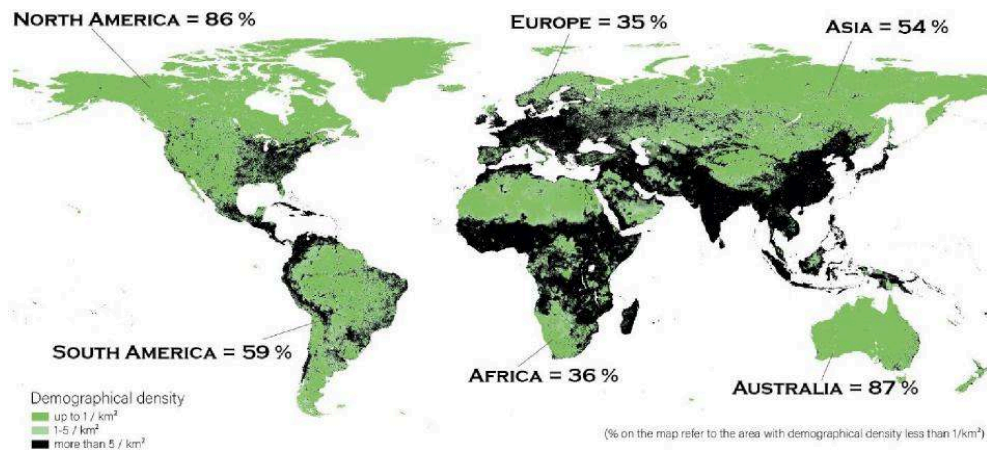 NORTH AMERICA = 86 %
EUROPE = 35 %
ASIA = 54 %
SOUTH AMERICA = 59 %
AFRICA = 36 %
AUSTRALIA = 87 %
Demographical density
up to 1 / km²
1-5 / km²
more than 5 / km²
(% on the map refer to the area with demographical density less than 1/km²)